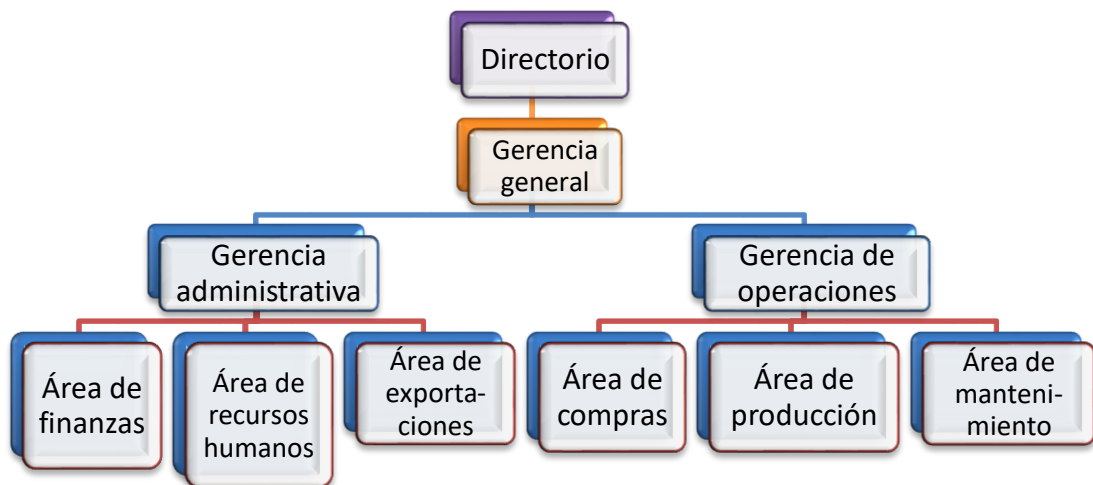 Directorio
Gerencia
general
Gerencia
administrativa
Gerencia de
operaciones
Área de
finanzas
Área de
recursos
humanos
Área de
exporta-
ciones
Área de
compras
Área de
producción
Área de
manteni-
miento